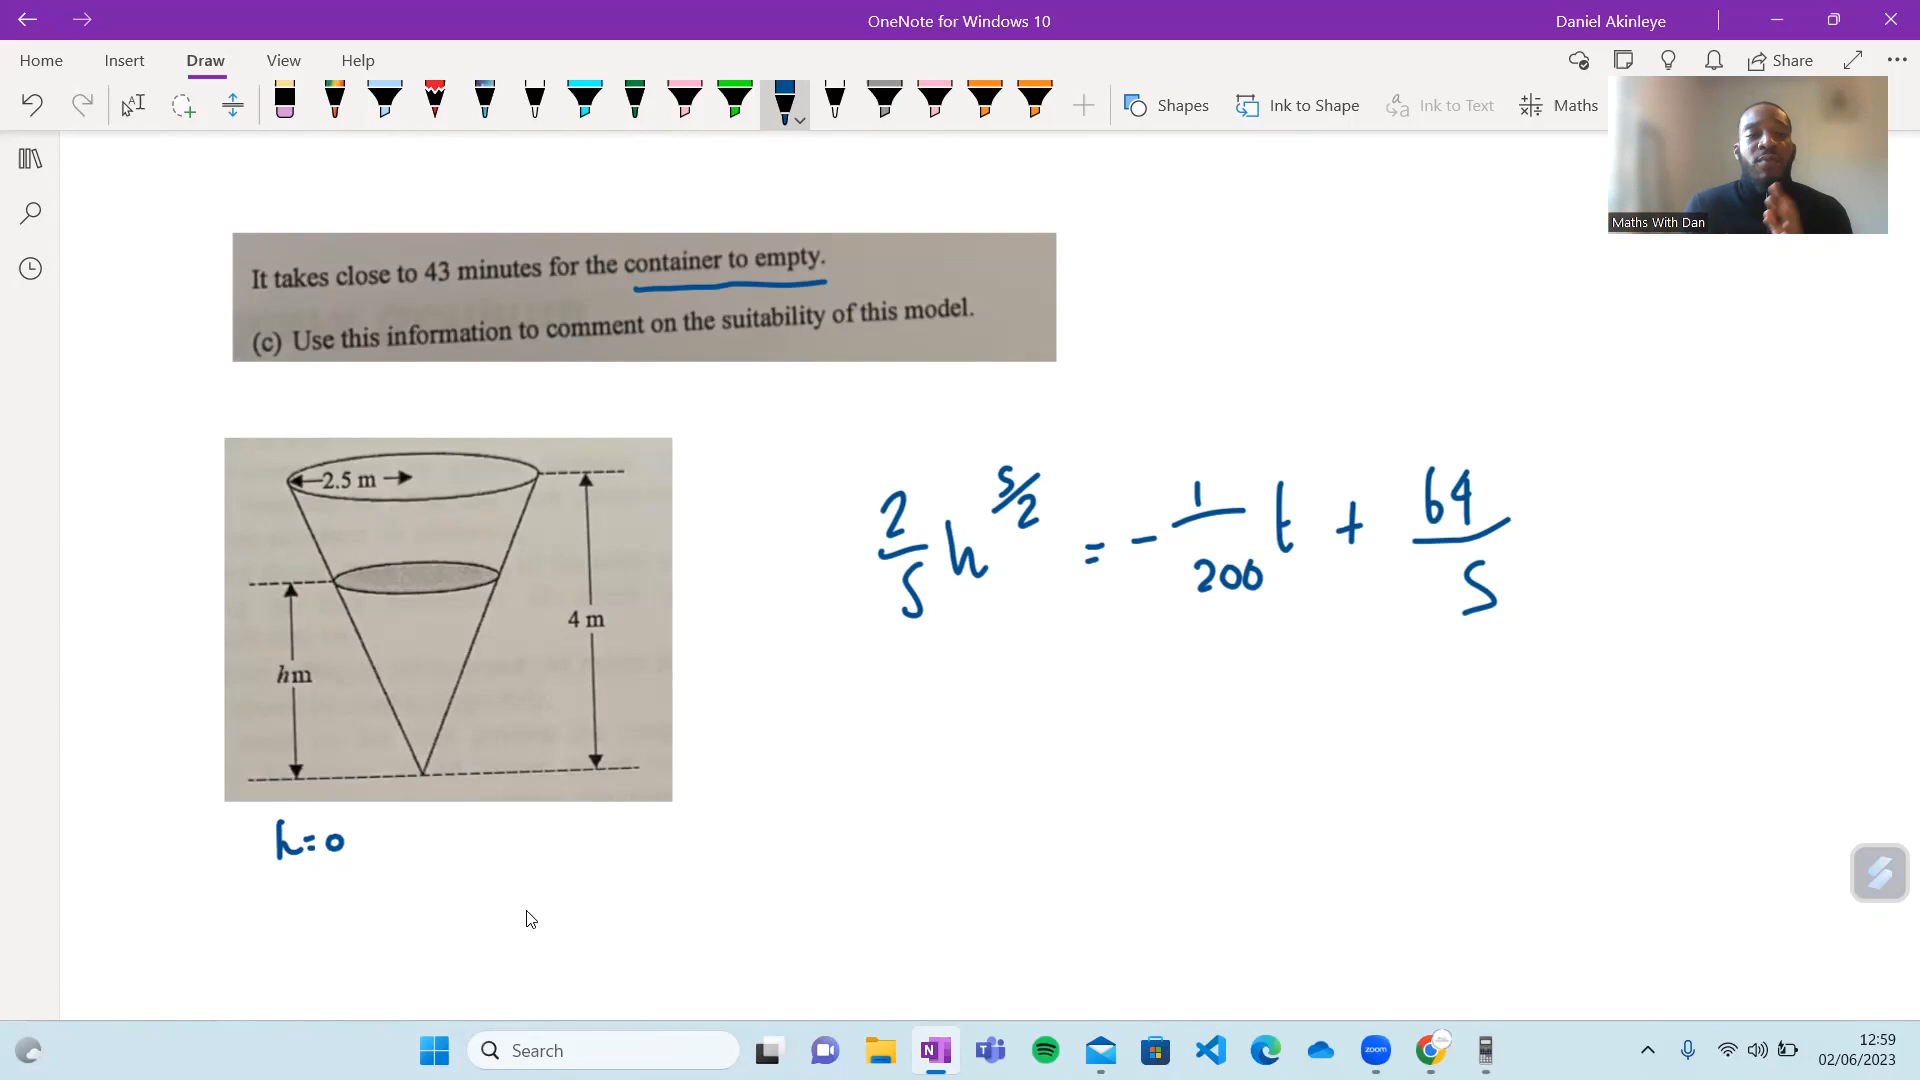 OneNote for Windows 10
Daniel Akinleye
Home Insert Draw View Help
Share
Shapes Ink to Shape Ink to Text Maths
Maths With Dan
It takes close to 43 minutes for the container to empty.
(c) Use this information to comment on the suitability of this model.
2.5 m
4 m
hm
2/5 h^5/2 = - 1/200 t + 64/5
h=0
Search
zoom
12:59
02/06/2023